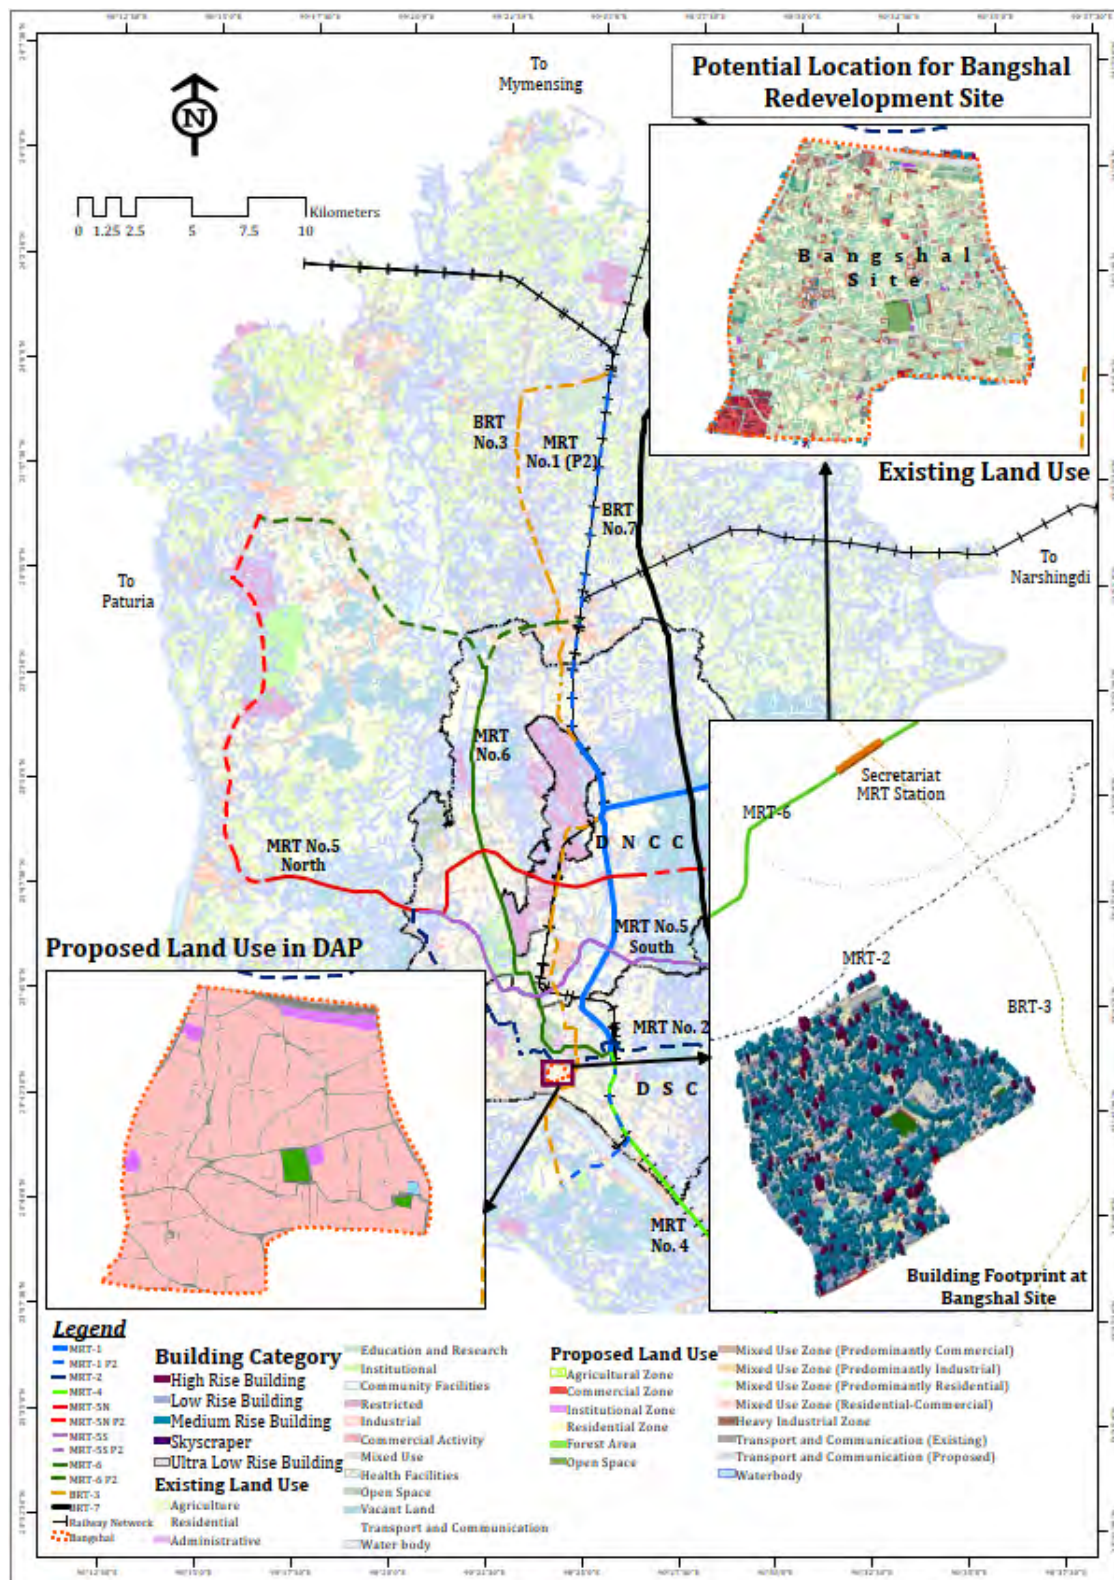 Potential Location for Bangshal
Redevelopment Site
To
Mymensing
N
Kilometers
0 1.25 2.5 5 7.5 10
Bangshal
Site
Existing Land Use
BRT
No.3
MRT
No.1 (P2)
BRT
No.7
To
Narshingdi
To
Paturia
MRT
No.6
Secretariat
MRT Station
MRT-6
D N C C
MRT No.5
North
MRT No.5
South
Proposed Land Use in DAP
MRT-2
BRT-3
MRT No. 2
D S C
MRT
No. 4
Building Footprint at
Bangshal Site
Legend
MRT-1
MRT-1 P2
MRT-2
MRT-4
MRT-5N
MRT-5N P2
MRT-5S
MRT-5S P2
MRT-6
MRT-6 P2
BRT-3
BRT-7
Railway Network
Bangshal
Building Category
High Rise Building
Low Rise Building
Medium Rise Building
Skyscraper
Ultra Low Rise Building
Existing Land Use
Agriculture
Residential
Administrative
Education and Research
Institutional
Community Facilities
Restricted
Industrial
Commercial Activity
Mixed Use
Health Facilities
Open Space
Vacant Land
Transport and Communication
Water body
Proposed Land Use
Agricultural Zone
Commercial Zone
Institutional Zone
Residential Zone
Forest Area
Open Space
Mixed Use Zone (Predominantly Commercial)
Mixed Use Zone (Predominantly Industrial)
Mixed Use Zone (Predominantly Residential)
Mixed Use Zone (Residential-Commercial)
Heavy Industrial Zone
Transport and Communication (Existing)
Transport and Communication (Proposed)
Waterbody